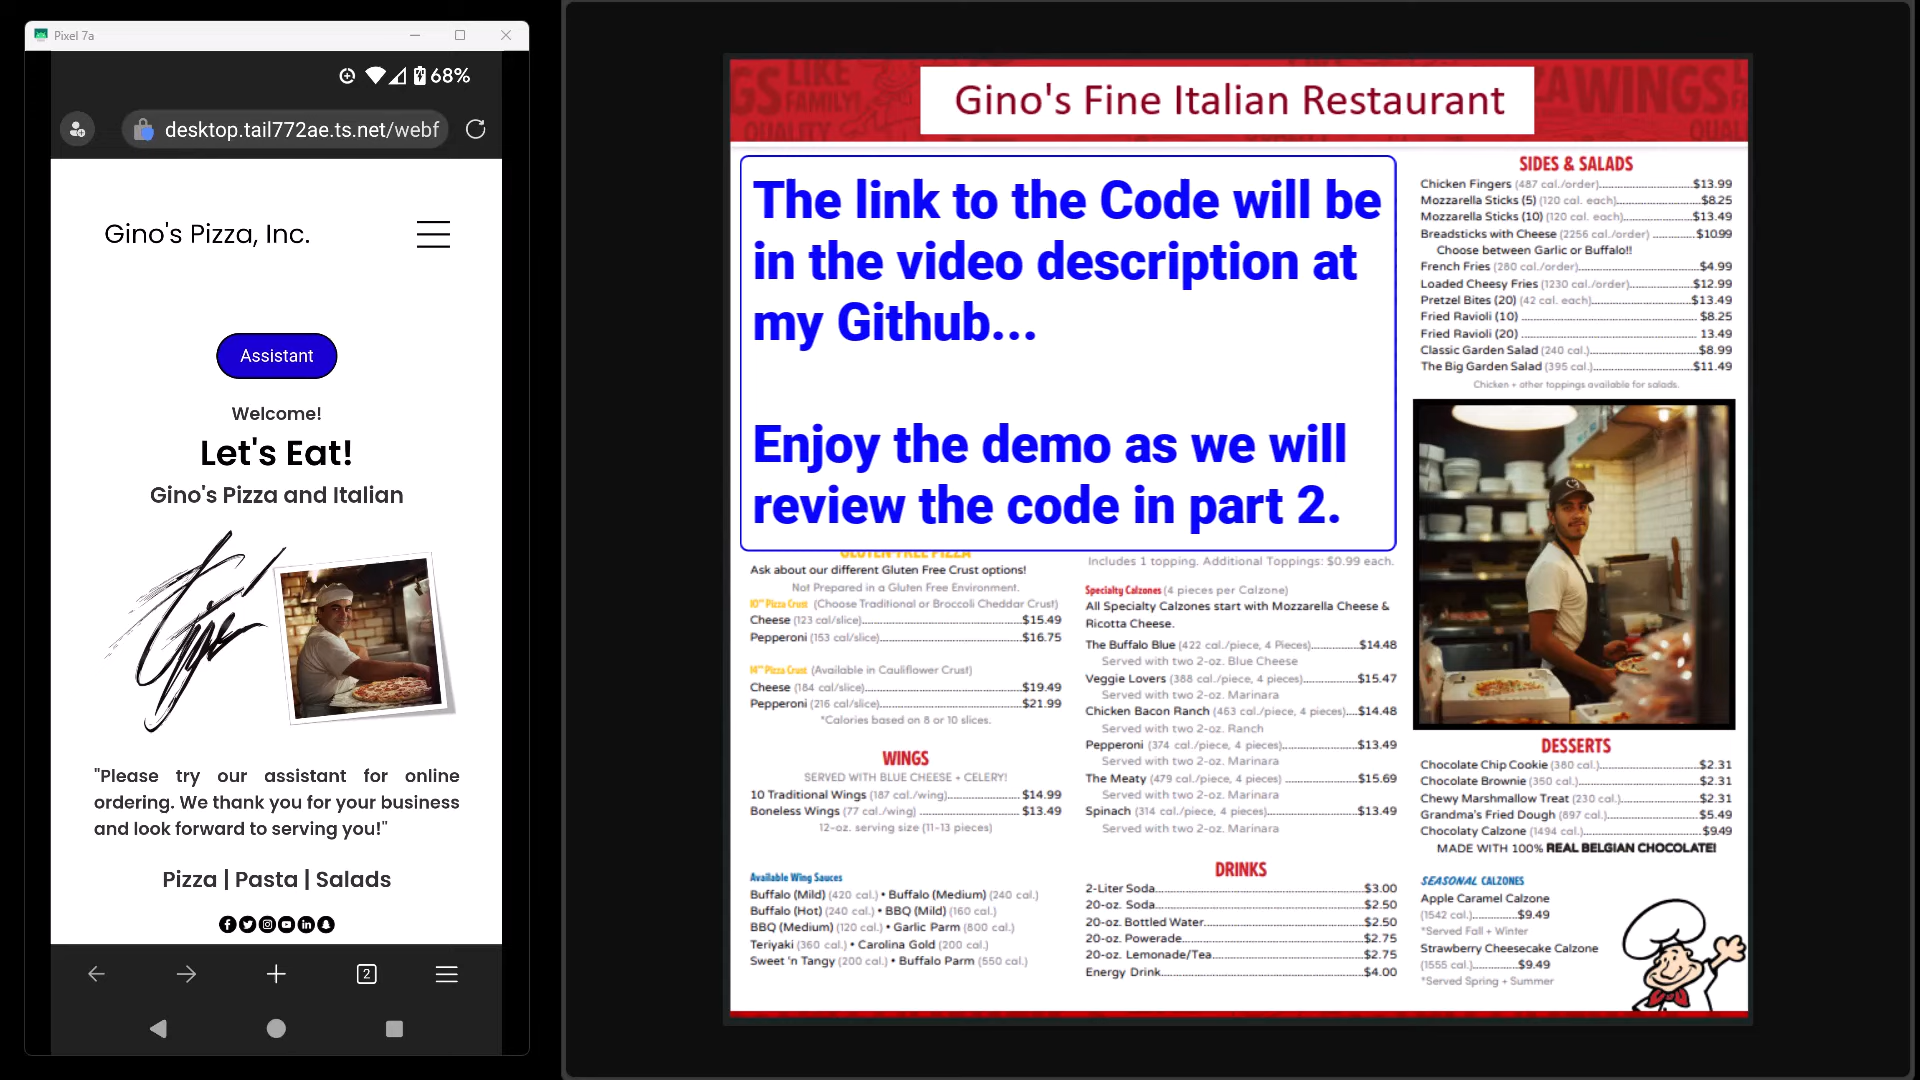 Pixel 7a
68%
desktop.tail772ae.ts.net/webf
Gino's Pizza, Inc.
Assistant
Welcome!
Let's Eat!
Gino's Pizza and Italian
"Please try our assistant for online
ordering. We thank you for your business
and look forward to serving you!"
Pizza | Pasta | Salads
2
Gino's Fine Italian Restaurant
The link to the Code will be
in the video description at
my Github...
Enjoy the demo as we will
review the code in part 2.
GLUTEN FREE PIZZA
Ask about our different Gluten Free Crust options!
Not Prepared in a Gluten Free Environment.
10" Pizza Crust (Choose Traditional or Broccoli Cheddar Crust)
Cheese (123 cal/slice)....$15.49
Pepperoni (153 cal/slice)....$16.75
14" Pizza Crust (Available in Cauliflower Crust)
Cheese (184 cal/slice)....$19.49
Pepperoni (216 cal/slice)....$21.99
*Calories based on 8 or 10 slices.
WINGS
SERVED WITH BLUE CHEESE + CELERY!
10 Traditional Wings (187 cal./wing)....$14.99
Boneless Wings (77 cal./wing)....$13.49
12-oz. serving size (11-13 pieces)
Available Wing Sauces
Buffalo (Mild) (420 cal.) • Buffalo (Medium) (240 cal.)
Buffalo (Hot) (240 cal.) • BBQ (Mild) (160 cal.)
BBQ (Medium) (120 cal.) • Garlic Parm (800 cal.)
Teriyaki (360 cal.) • Carolina Gold (200 cal.)
Sweet 'n Tangy (200 cal.) • Buffalo Parm (550 cal.)
Includes 1 topping. Additional Toppings: $0.99 each.
Specialty Calzones (4 pieces per Calzone)
All Specialty Calzones start with Mozzarella Cheese &
Ricotta Cheese.
The Buffalo Blue (422 cal./piece, 4 Pieces)....$14.48
Served with two 2-oz. Blue Cheese
Veggie Lovers (388 cal./piece, 4 pieces)....$15.47
Served with two 2-oz. Marinara
Chicken Bacon Ranch (463 cal./piece, 4 pieces)....$14.48
Served with two 2-oz. Ranch
Pepperoni (374 cal./piece, 4 pieces)....$13.49
Served with two 2-oz. Marinara
The Meaty (479 cal./piece, 4 pieces)....$15.69
Served with two 2-oz. Marinara
Spinach (314 cal./piece, 4 pieces)....$13.49
Served with two 2-oz. Marinara
DRINKS
2-Liter Soda....$3.00
20-oz. Soda....$2.50
20-oz. Bottled Water....$2.50
20-oz. Powerade....$2.75
20-oz. Lemonade/Tea....$2.75
Energy Drink....$4.00
SIDES & SALADS
Chicken Fingers (487 cal./order)....$13.99
Mozzarella Sticks (5) (120 cal. each)....$8.25
Mozzarella Sticks (10) (120 cal. each)....$13.49
Breadsticks with Cheese (2256 cal./order)....$10.99
Choose between Garlic or Buffalo!!
French Fries (280 cal./order)....$4.99
Loaded Cheesy Fries (1230 cal./order)....$12.99
Pretzel Bites (20) (42 cal. each)....$13.49
Fried Ravioli (10)....$8.25
Fried Ravioli (20)....13.49
Classic Garden Salad (240 cal.)....$8.99
The Big Garden Salad (395 cal.)....$11.49
Chicken + other toppings available for salads.
DESSERTS
Chocolate Chip Cookie (380 cal.)....$2.31
Chocolate Brownie (350 cal.)....$2.31
Chewy Marshmallow Treat (230 cal.)....$2.31
Grandma's Fried Dough (897 cal.)....$5.49
Chocolaty Calzone (1494 cal.)....$9.49
MADE WITH 100% REAL BELGIAN CHOCOLATE!
SEASONAL CALZONES
Apple Caramel Calzone
(1542 cal.)....$9.49
*Served Fall + Winter
Strawberry Cheesecake Calzone
(1555 cal.)....$9.49
*Served Spring + Summer